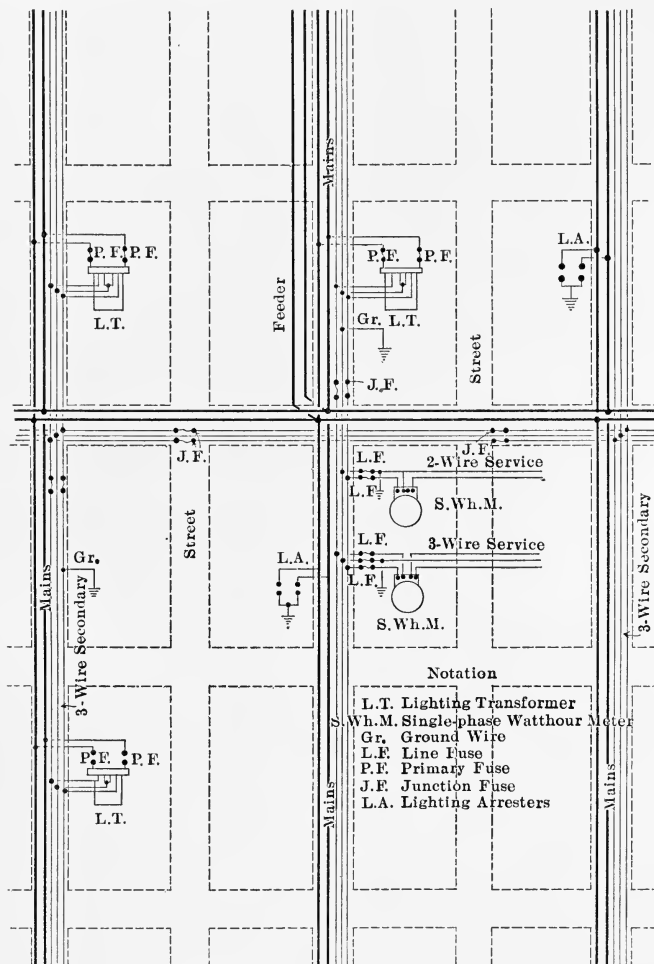 Mains
P.F. P.F.
L.T.
Feeder
P.F. P.F.
Gr. L.T.
L.A.
Street
J.F.
J.F.
J.F.
L.F.
2-Wire Service
L.F.
S.Wh.M.
Street
L.F.
3-Wire Service
L.F.
S.Wh.M.
L.A.
Gr.
Mains
3-Wire Secondary
3-Wire Secondary
P.F. P.F.
L.T.
Mains
Mains
Notation
L.T. Lighting Transformer
S.Wh.M. Single-phase Watthour Meter
Gr. Ground Wire
L.F. Line Fuse
P.F. Primary Fuse
J.F. Junction Fuse
L.A. Lighting Arresters